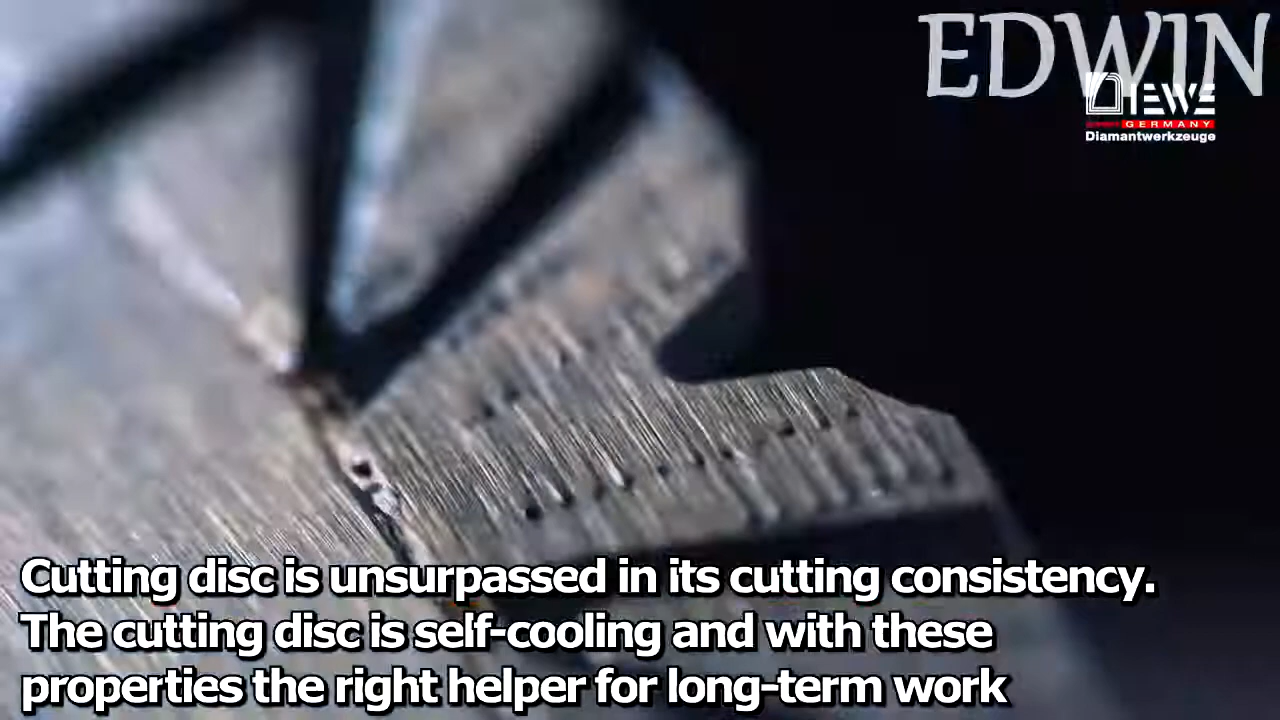 EDWIN
GERMANY
Diamantwerkzeuge
Cutting disc is unsurpassed in its cutting consistency.
The cutting disc is self-cooling and with these
properties the right helper for long-term work